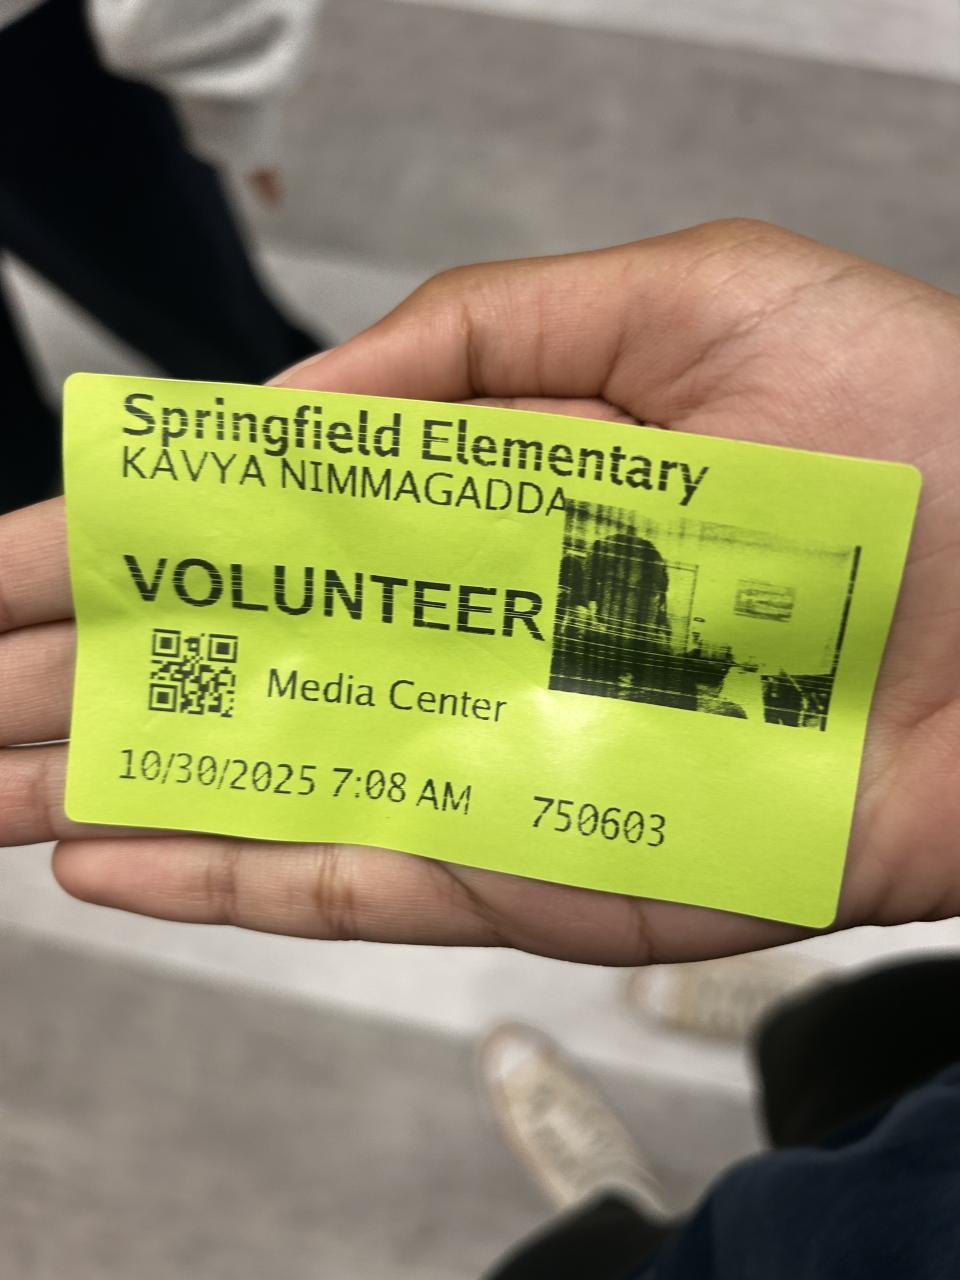 Springfield Elementary
KAVYA NIMMAGADDA
VOLUNTEER
Media Center
10/30/2025 7:08 AM 750603